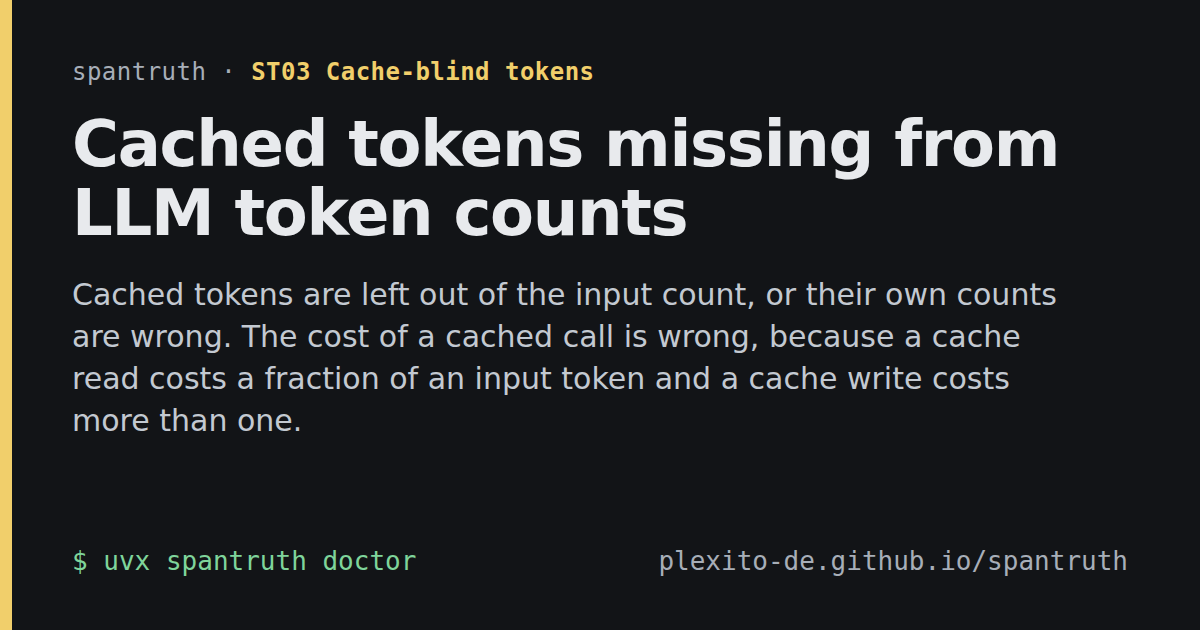 spantruth · ST03 Cache-blind tokens
Cached tokens missing from
LLM token counts
Cached tokens are left out of the input count, or their own counts
are wrong. The cost of a cached call is wrong, because a cache
read costs a fraction of an input token and a cache write costs
more than one.
$ uvx spantruth doctor
plexito-de.github.io/spantruth